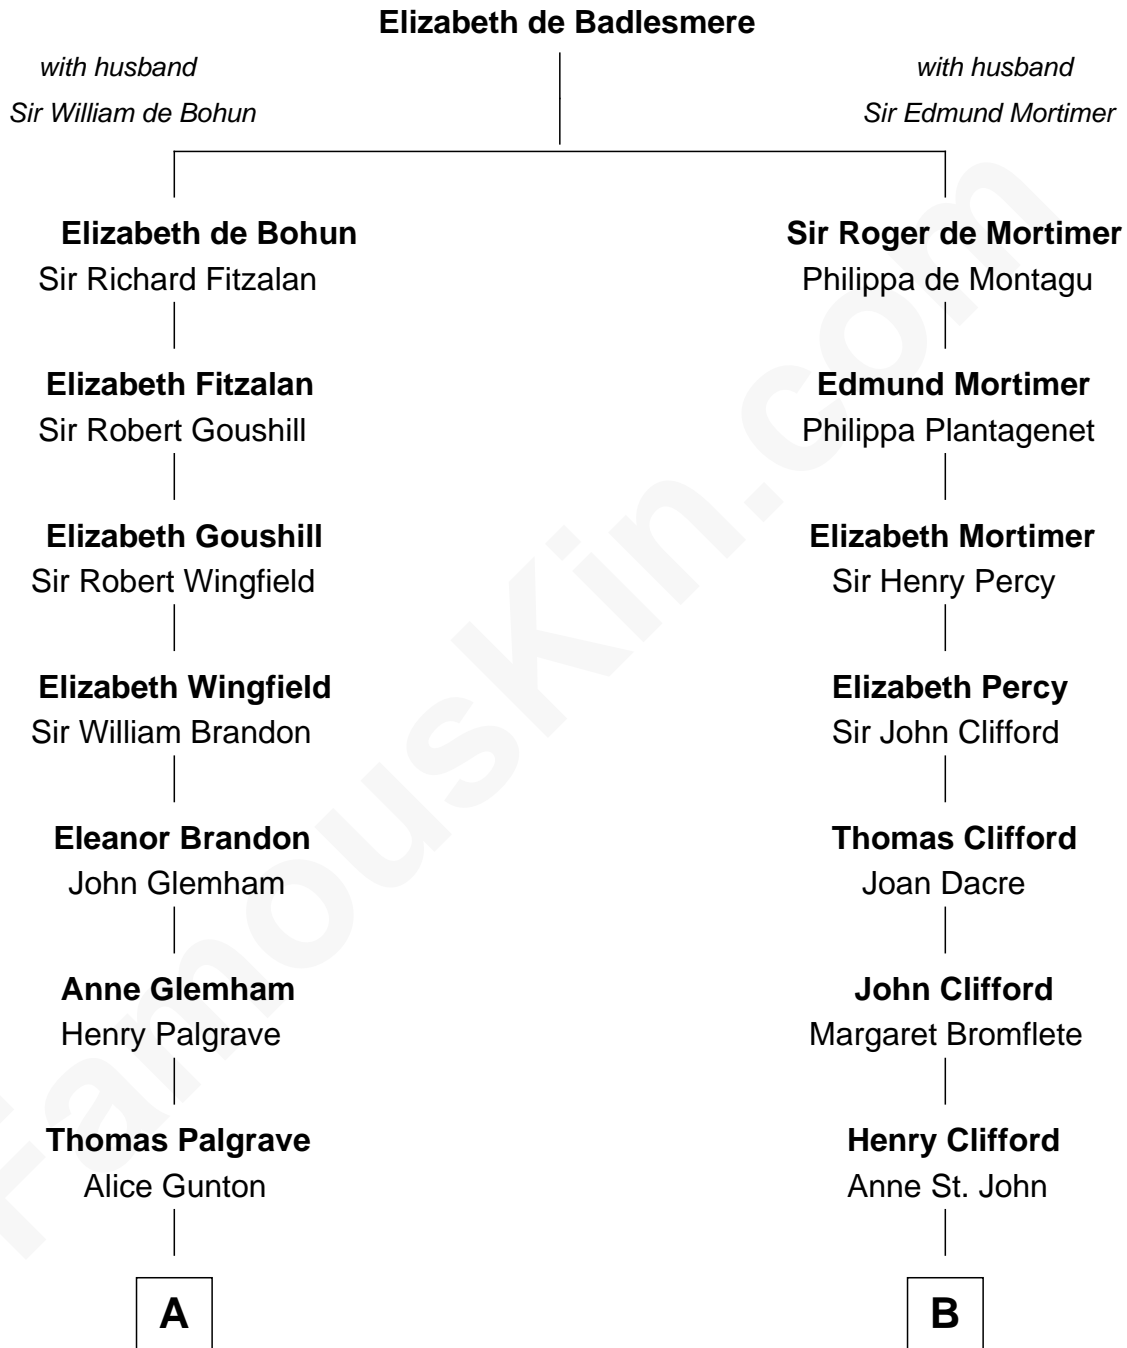 Elizabeth de Badlesmere
with husband
Sir William de Bohun
with husband
Sir Edmund Mortimer
Elizabeth de Bohun
Sir Richard Fitzalan
Sir Roger de Mortimer
Philippa de Montagu
Elizabeth Fitzalan
Sir Robert Goushill
Edmund Mortimer
Philippa Plantagenet
Elizabeth Goushill
Sir Robert Wingfield
Elizabeth Mortimer
Sir Henry Percy
Elizabeth Wingfield
Sir William Brandon
Elizabeth Percy
Sir John Clifford
Eleanor Brandon
John Glemham
Thomas Clifford
Joan Dacre
Anne Glemham
Henry Palgrave
John Clifford
Margaret Bromflete
Thomas Palgrave
Alice Gunton
Henry Clifford
Anne St. John
A
B
FamousKin.com